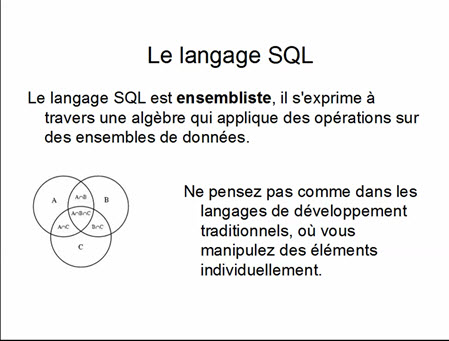 Le langage SQL
Le langage SQL est ensembliste, il s'exprime à
travers une algèbre qui applique des opérations sur
des ensembles de données.
A
A∩B
B
A∩B∩C
A∩C
B∩C
C
Ne pensez pas comme dans les
langages de développement
traditionnels, où vous
manipulez des éléments
individuellement.